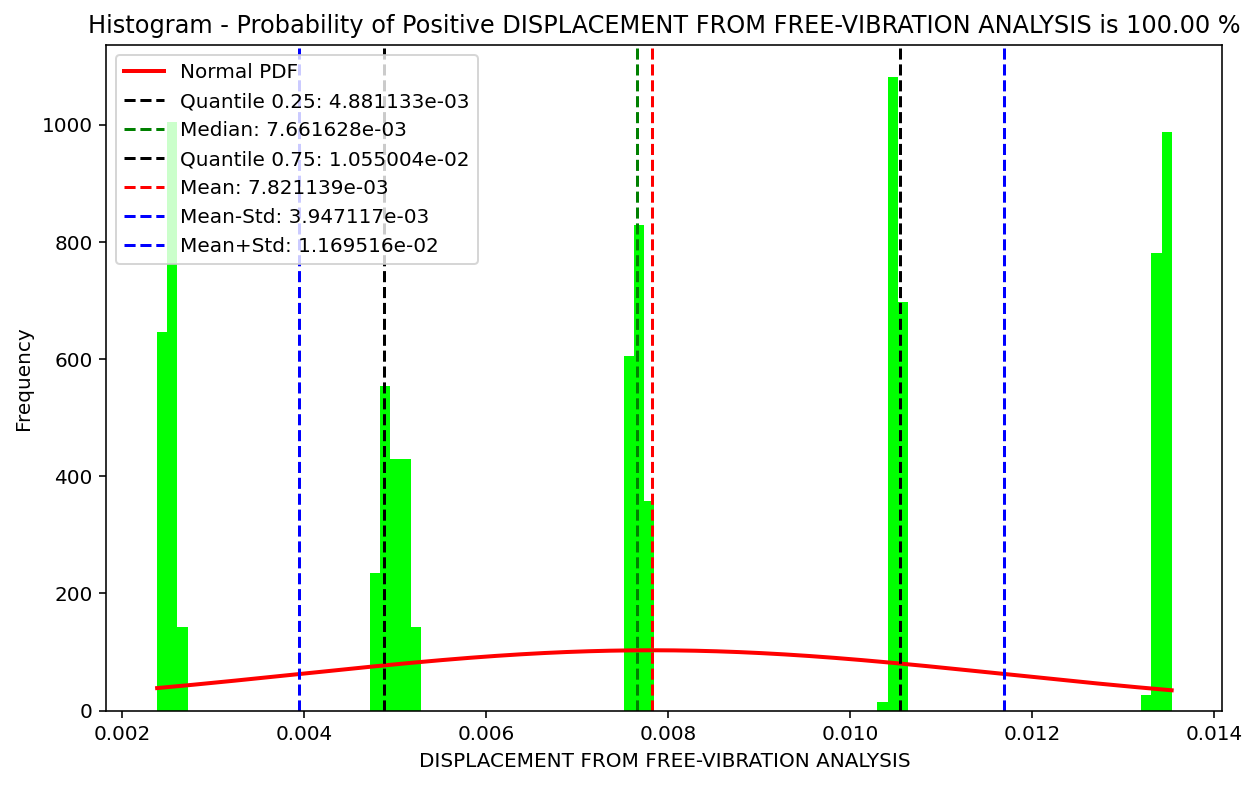 Histogram - Probability of Positive DISPLACEMENT FROM FREE-VIBRATION ANALYSIS is 100.00 %
Normal PDF
Quantile 0.25: 4.881133e-03
Median: 7.661628e-03
Quantile 0.75: 1.055004e-02
Mean: 7.821139e-03
Mean-Std: 3.947117e-03
Mean+Std: 1.169516e-02
Frequency
1000
800
600
400
200
0
0.002
0.004
0.006
0.008
0.010
0.012
0.014
DISPLACEMENT FROM FREE-VIBRATION ANALYSIS